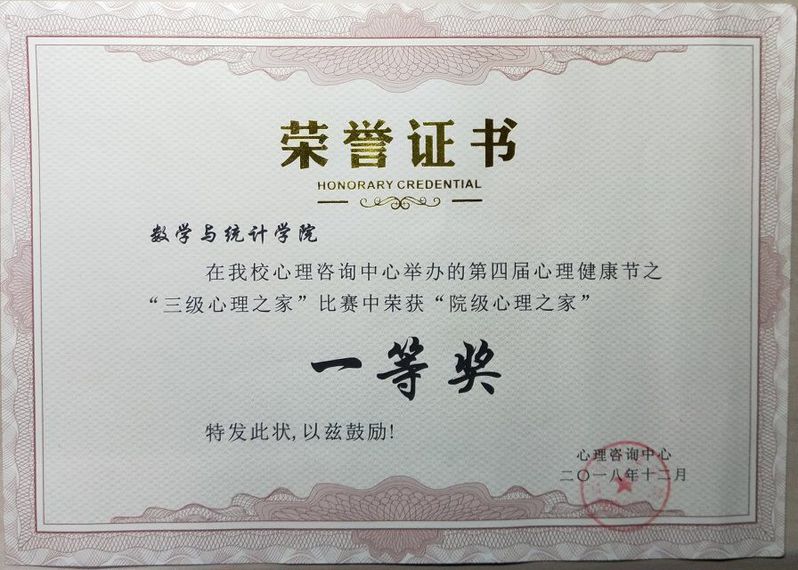 荣誉证书
HONORARY CREDENTIAL
数学与统计学院
在我校心理咨询中心举办的第四届心理健康节之
“三级心理之家”比赛中荣获“院级心理之家”
一等奖
特发此状,以兹鼓励!
心理咨询中心
二〇一八年十二月